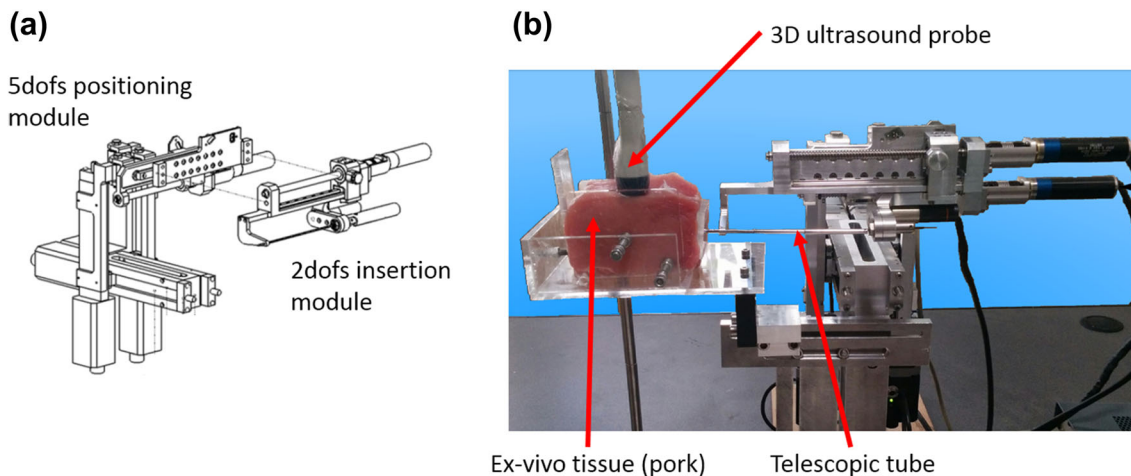 (a)
(b)
5dofs positioning
module
2dofs insertion
module
3D ultrasound probe
Ex-vivo tissue (pork)
Telescopic tube